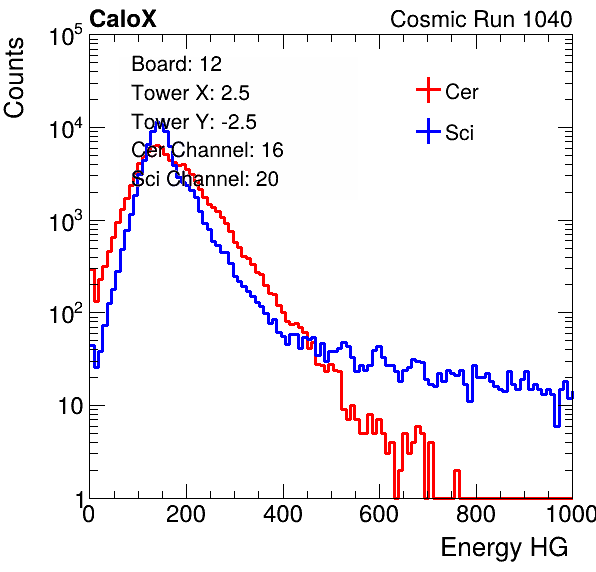 CaloX
Cosmic Run 1040
Counts
10^5
10^4
10^3
10^2
10
1
Board: 12
Tower X: 2.5
Tower Y: -2.5
Cer Channel: 16
Sci Channel: 20
Cer
Sci
0 200 400 600 800 1000
Energy HG